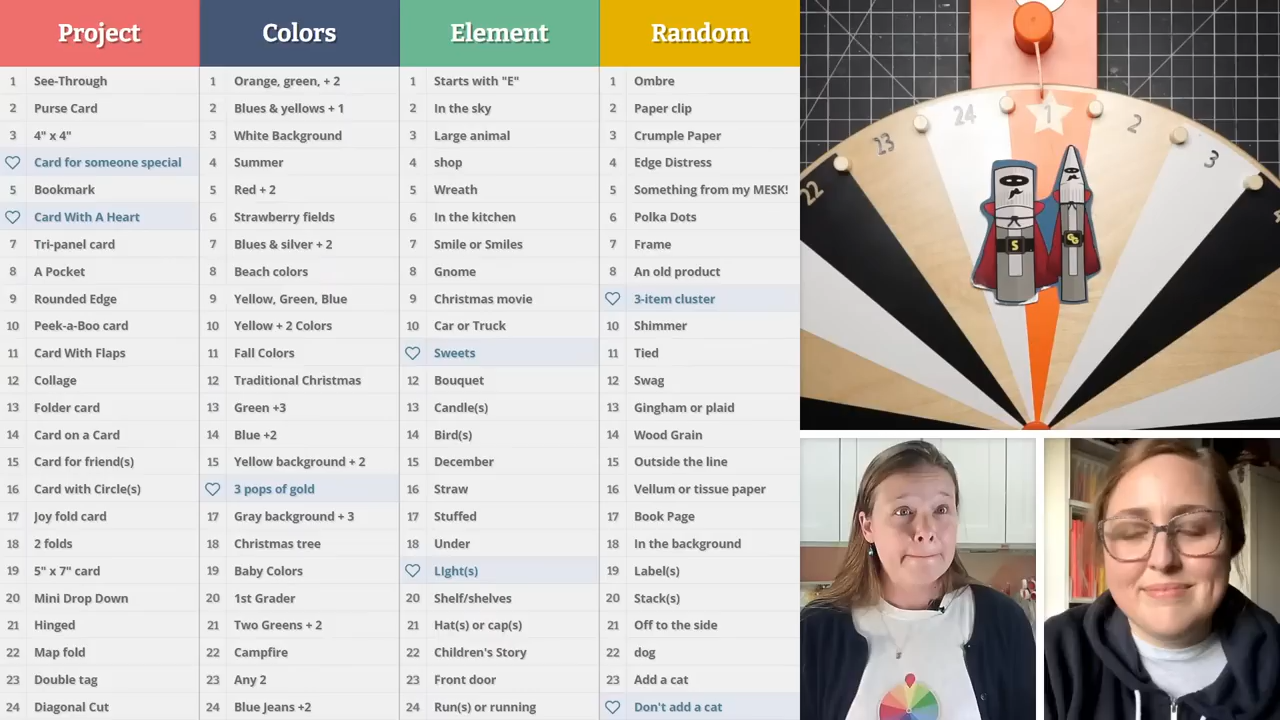 Project
1 See-Through
2 Purse Card
3 4" x 4"
Card for someone special
5 Bookmark
Card With A Heart
7 Tri-panel card
8 A Pocket
9 Rounded Edge
10 Peek-a-Boo card
11 Card With Flaps
12 Collage
13 Folder card
14 Card on a Card
15 Card for friend(s)
16 Card with Circle(s)
17 Joy fold card
18 2 folds
19 5" x 7" card
20 Mini Drop Down
21 Hinged
22 Map fold
23 Double tag
24 Diagonal Cut
Colors
1 Orange, green, + 2
2 Blues & yellows + 1
3 White Background
4 Summer
5 Red + 2
6 Strawberry fields
7 Blues & silver + 2
8 Beach colors
9 Yellow, Green, Blue
10 Yellow + 2 Colors
11 Fall Colors
12 Traditional Christmas
13 Green +3
14 Blue +2
15 Yellow background + 2
3 pops of gold
17 Gray background + 3
18 Christmas tree
19 Baby Colors
20 1st Grader
21 Two Greens + 2
22 Campfire
23 Any 2
24 Blue Jeans +2
Element
1 Starts with "E"
2 In the sky
3 Large animal
4 shop
5 Wreath
6 In the kitchen
7 Smile or Smiles
8 Gnome
9 Christmas movie
10 Car or Truck
Sweets
12 Bouquet
13 Candle(s)
14 Bird(s)
15 December
16 Straw
17 Stuffed
18 Under
LIght(s)
20 Shelf/shelves
21 Hat(s) or cap(s)
22 Children's Story
23 Front door
24 Run(s) or running
Random
1 Ombre
2 Paper clip
3 Crumple Paper
4 Edge Distress
5 Something from my MESK!
6 Polka Dots
7 Frame
8 An old product
3-item cluster
10 Shimmer
11 Tied
12 Swag
13 Gingham or plaid
14 Wood Grain
15 Outside the line
16 Vellum or tissue paper
17 Book Page
18 In the background
19 Label(s)
20 Stack(s)
21 Off to the side
22 dog
23 Add a cat
Don't add a cat
22
23
24
1
2
3
S
GG